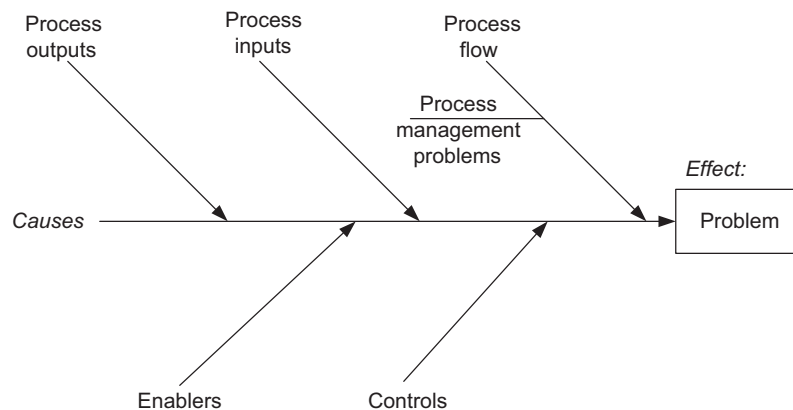 Process
outputs
Process
inputs
Process
flow
Process
management
problems
Effect:
Causes
Problem
Enablers
Controls